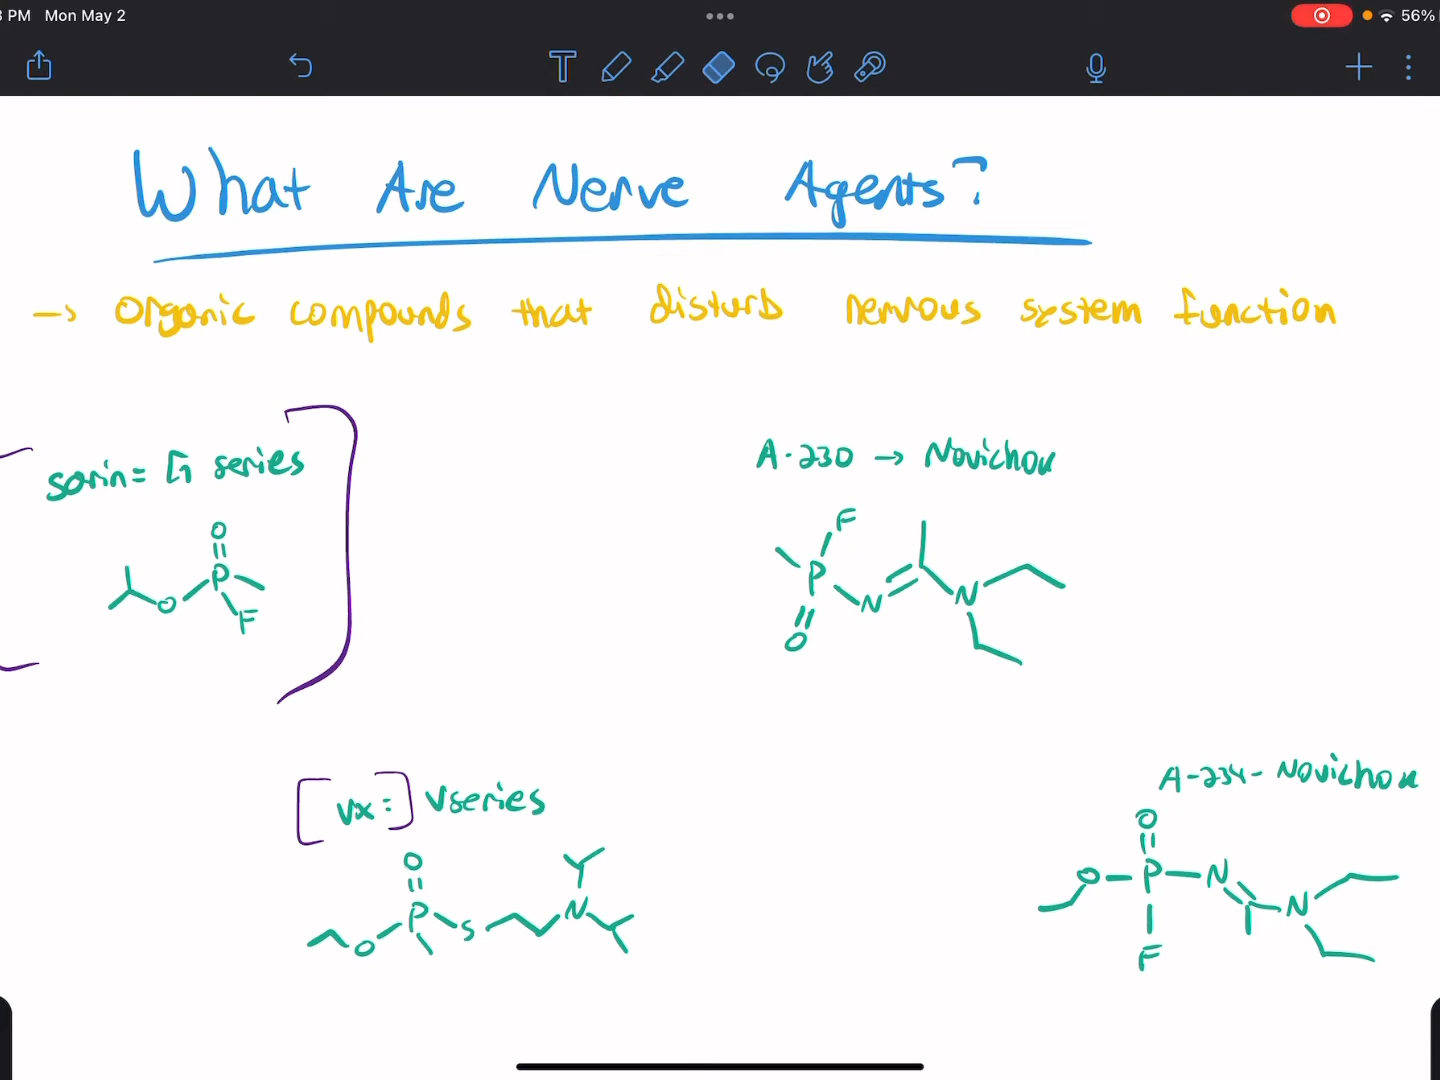 3 PM Mon May 2
56%
What Are Nerve Agents?
→ Organic compounds that disturb nervous system function
sarin = G series
O
P
O
F
A-230 → Novichok
F
P
N
N
O
[VX =] V series
O
P
O
S
N
A-234 - Novichok
O
O P N
N
F